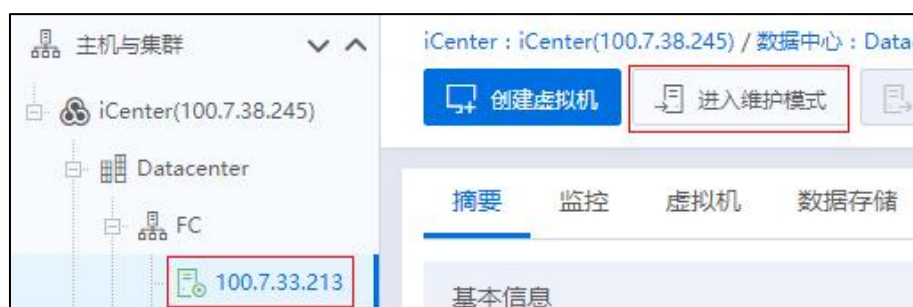 主机与集群
iCenter(100.7.38.245)
Datacenter
FC
100.7.33.213
iCenter : iCenter(100.7.38.245) / 数据中心 : Data
创建虚拟机 进入维护模式
摘要 监控 虚拟机 数据存储
基本信息